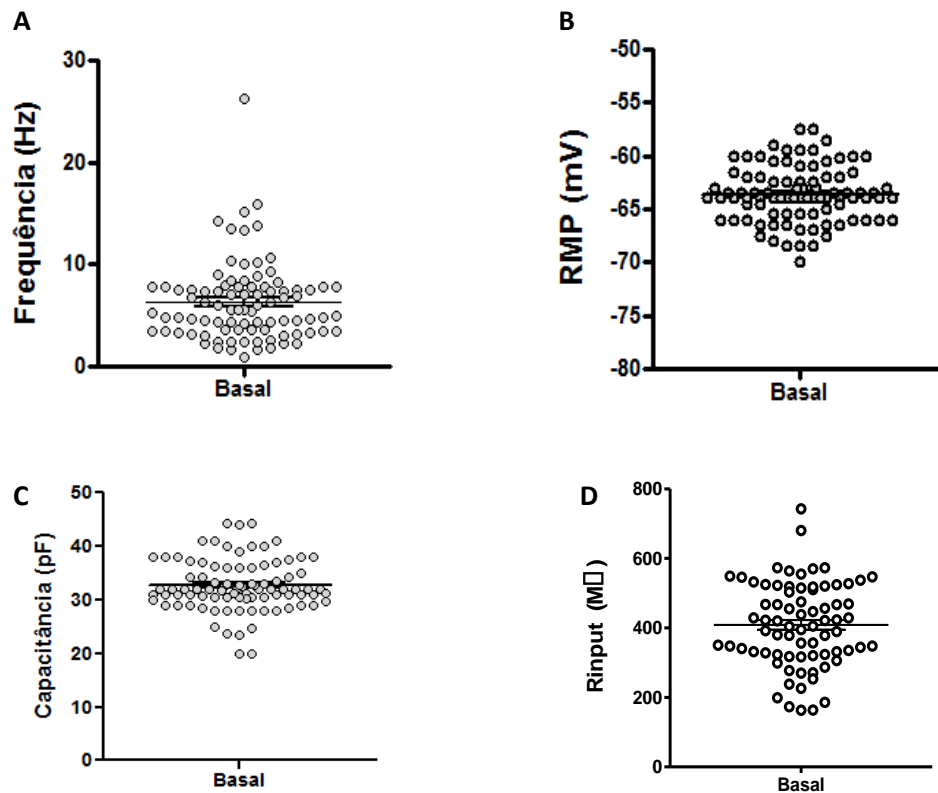 A
Frequência (Hz)
30
20
10
0
Basal
B
RMP (mV)
-50
-55
-60
-65
-70
-75
-80
Basal
C
Capacitância (pF)
50
40
30
20
10
0
Basal
D
Rinput (M□)
800
600
400
200
0
Basal